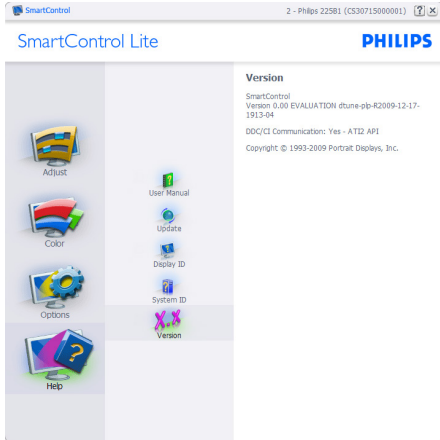 SmartControl
2 - Philips 225B1 (CS30715000001)
? X
SmartControl Lite
PHILIPS
Adjust
Color
Options
Help
User Manual
Update
Display ID
System ID
X.X
Version
Version
SmartControl
Version 0.00 EVALUATION dtune-plp-R2009-12-17-
1913-04
DDC/CI Communication: Yes - ATI2 API
Copyright © 1993-2009 Portrait Displays, Inc.